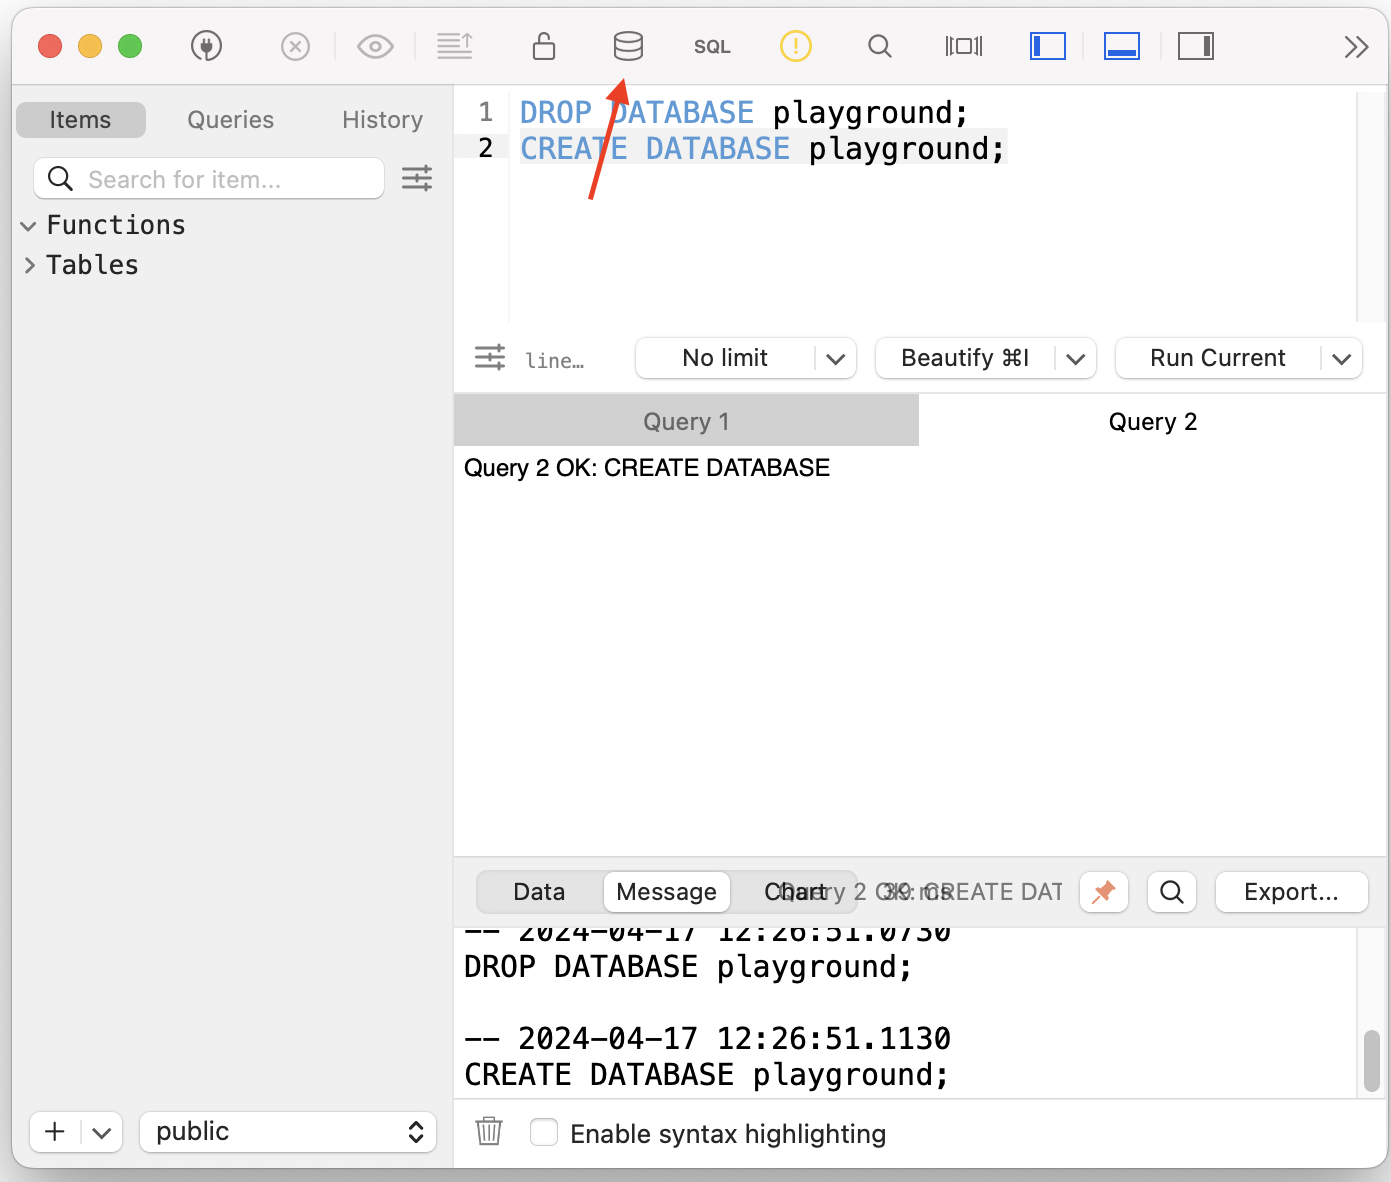 SQL
Items Queries History
Search for item...
Functions
Tables
1 DROP DATABASE playground;
2 CREATE DATABASE playground;
line...
No limit
Beautify ⌘I
Run Current
Query 1
Query 2
Query 2 OK: CREATE DATABASE
Data Message Chart
Query 2 OK: CREATE DAT
39 ms
Export...
-- 2024-04-17 12:26:51.0730
DROP DATABASE playground;
-- 2024-04-17 12:26:51.1130
CREATE DATABASE playground;
public
Enable syntax highlighting